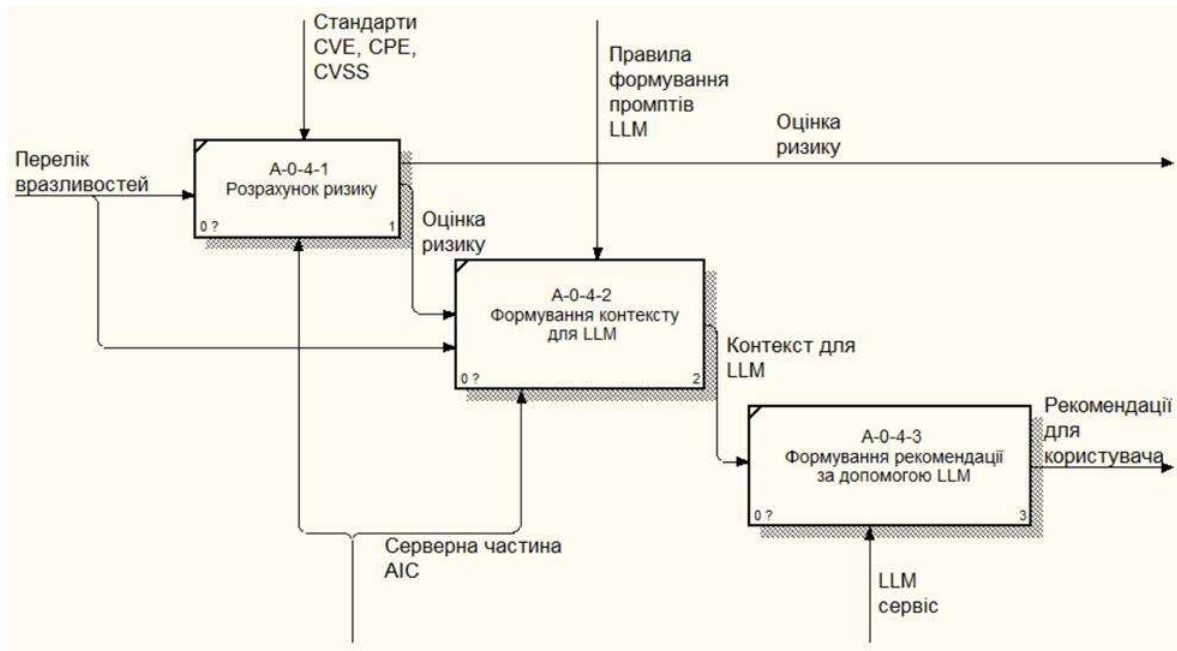 Стандарти
CVE, CPE,
CVSS
Правила
формування
промптів
LLM
Оцінка
ризику
Перелік
вразливостей
А-0-4-1
Розрахунок ризику
0 ?
1
Оцінка
ризику
А-0-4-2
Формування контексту
для LLM
0 ?
2
Контекст для
LLM
А-0-4-3
Формування рекомендації
за допомогою LLM
0 ?
3
Рекомендації
для
користувача
Серверна частина
АІС
LLM
сервіс